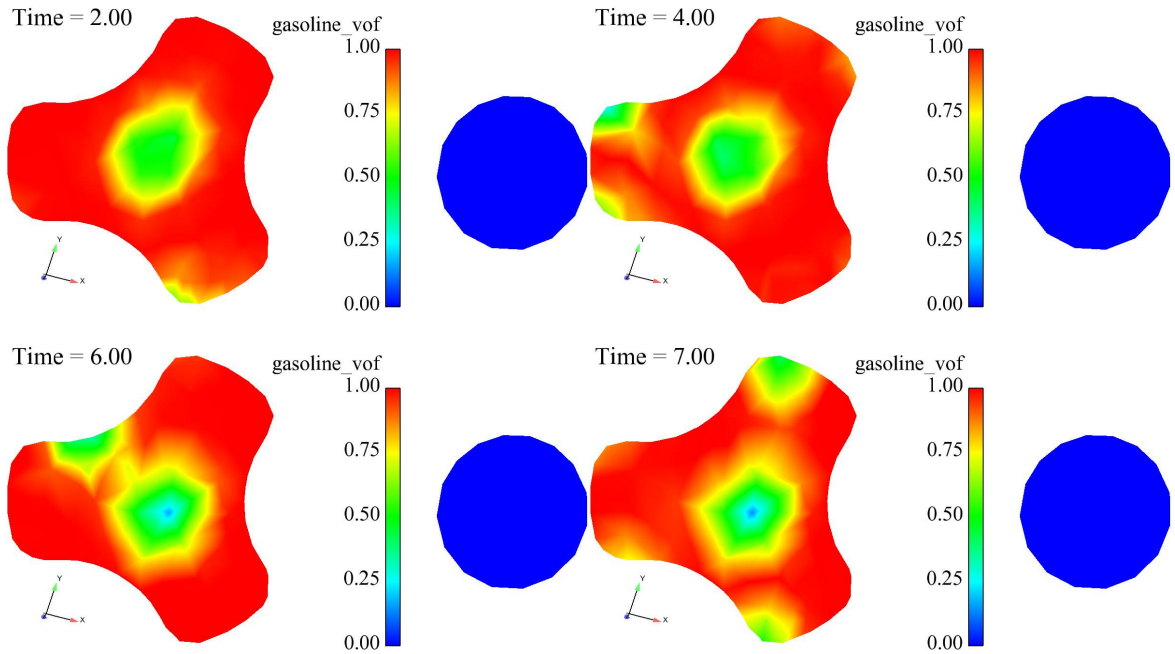 Time = 2.00
gasoline_vof
1.00
0.75
0.50
0.25
0.00
Y
X
Time = 4.00
gasoline_vof
1.00
0.75
0.50
0.25
0.00
Y
X
Time = 6.00
gasoline_vof
1.00
0.75
0.50
0.25
0.00
Y
X
Time = 7.00
gasoline_vof
1.00
0.75
0.50
0.25
0.00
Y
X